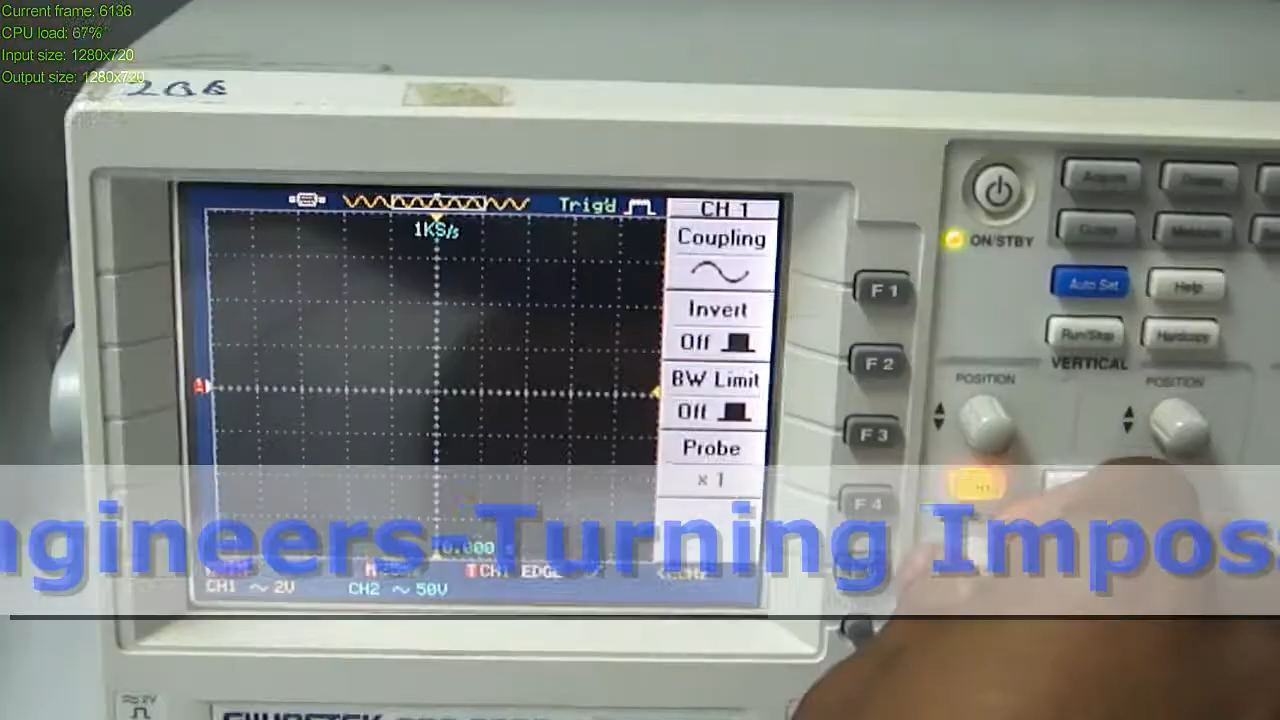 Current frame: 6136
CPU load: 67%
Input size: 1280x720
Output size: 1280x720
Trig'd
CH 1
1KS/s
Coupling
Invert
Off
BW Limit
Off
Probe
x 1
0.000 s
CH1 EDGE
CH1 ~ 2V
CH2 ~ 50V
F 1
F 2
F 3
F 4
ON/STBY
Auto Set
Help
Run/Stop
Hardcopy
VERTICAL
POSITION
POSITION
ngineers Turning Imposs